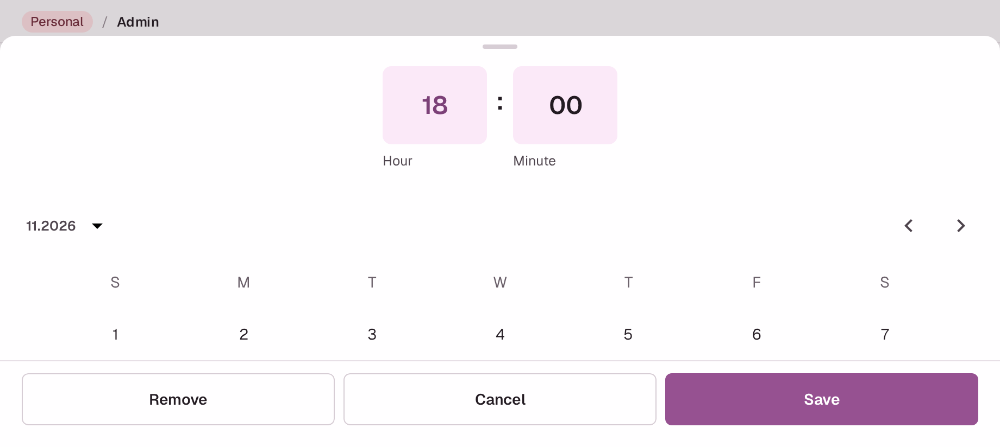 Personal / Admin
18 : 00
Hour Minute
11.2026
S M T W T F S
1 2 3 4 5 6 7
Remove Cancel Save